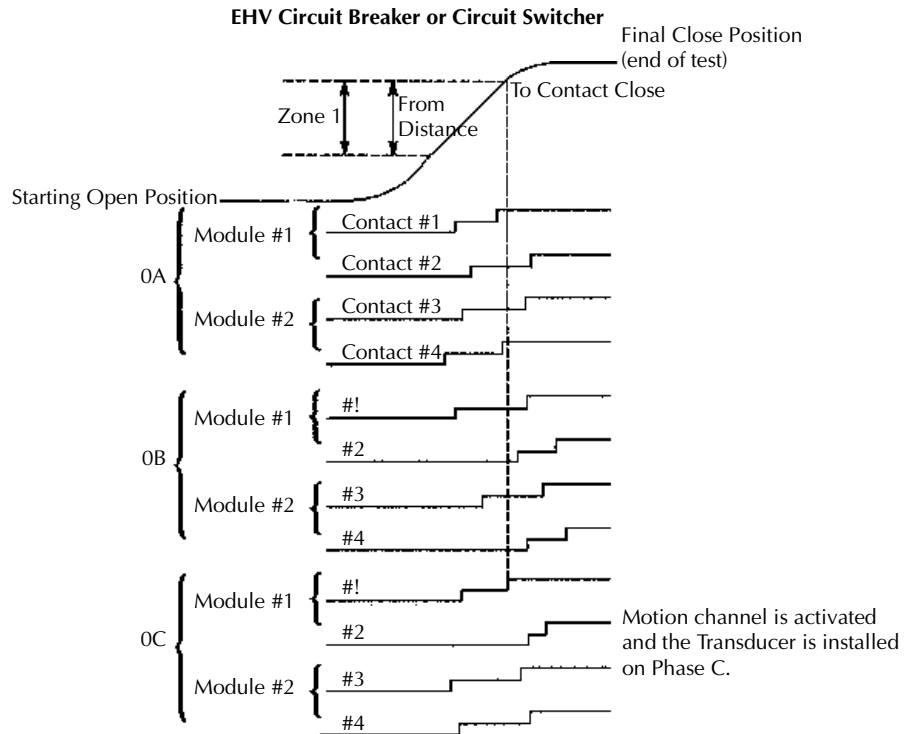 EHV Circuit Breaker or Circuit Switcher
Final Close Position
(end of test)
To Contact Close
Zone 1
From
Distance
Starting Open Position
0A
Module #1
Contact #1
Contact #2
Module #2
Contact #3
Contact #4
0B
Module #1
#!
#2
Module #2
#3
#4
0C
Module #1
#!
#2
Module #2
#3
#4
Motion channel is activated
and the Transducer is installed
on Phase C.